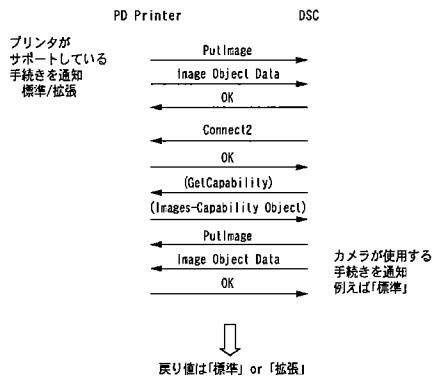 PD Printer
DSC
プリンタが
サポートしている
手続きを通知
標準/拡張
PutImage
Image Object Data
OK
Connect2
OK
(GetCapability)
(Images-Capability Object)
PutImage
Image Object Data
OK
カメラが使用する
手続きを通知
例えば「標準」
戻り値は「標準」or「拡張」